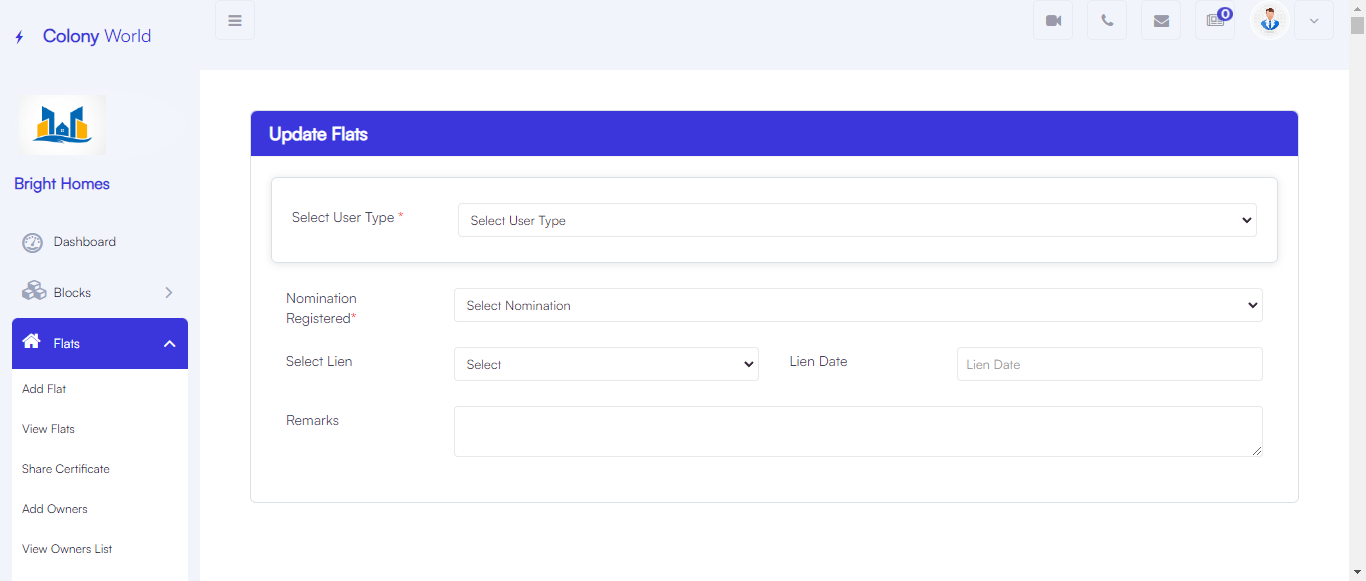 Colony World
0
Bright Homes
Dashboard
Blocks
Flats
Add Flat
View Flats
Share Certificate
Add Owners
View Owners List
Update Flats
Select User Type *
Select User Type
Nomination
Registered*
Select Nomination
Select Lien
Select
Lien Date
Lien Date
Remarks